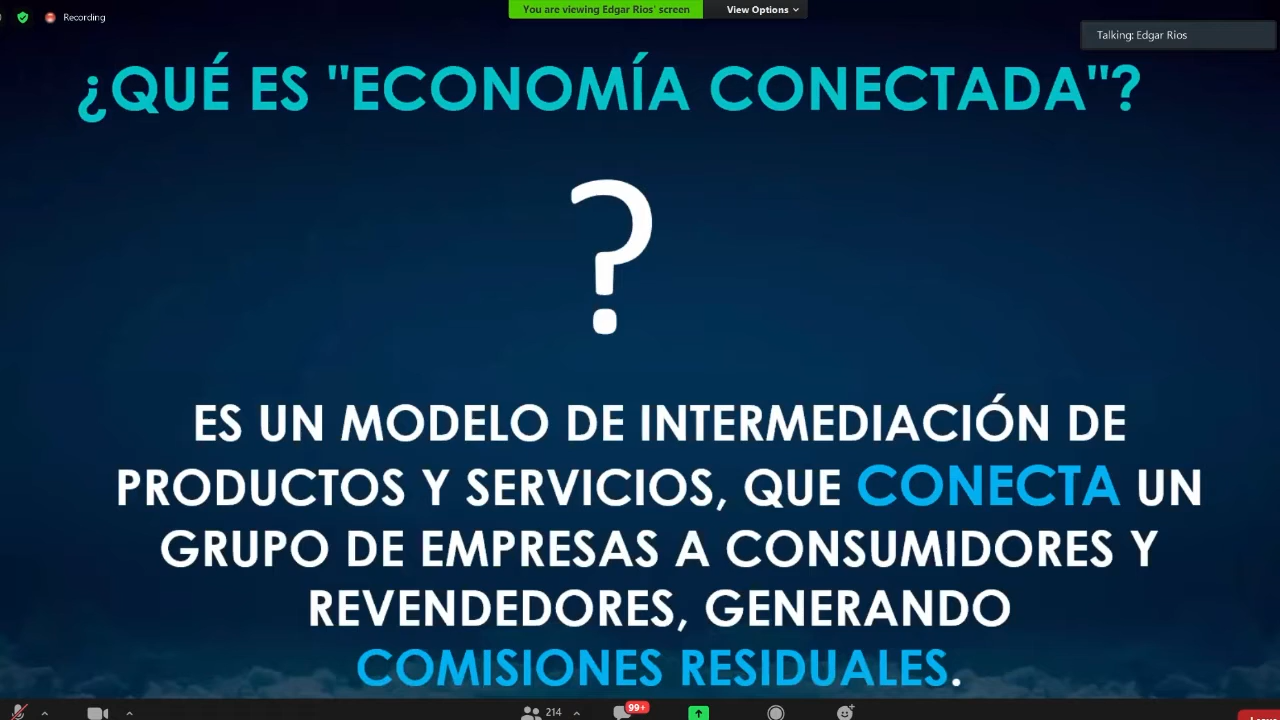 Recording
You are viewing Edgar Rios' screen
View Options
Talking: Edgar Rios
¿QUÉ ES "ECONOMÍA CONECTADA"?
?
ES UN MODELO DE INTERMEDIACIÓN DE
PRODUCTOS Y SERVICIOS, QUE CONECTA UN
GRUPO DE EMPRESAS A CONSUMIDORES Y
REVENDEDORES, GENERANDO
COMISIONES RESIDUALES.
214
99+